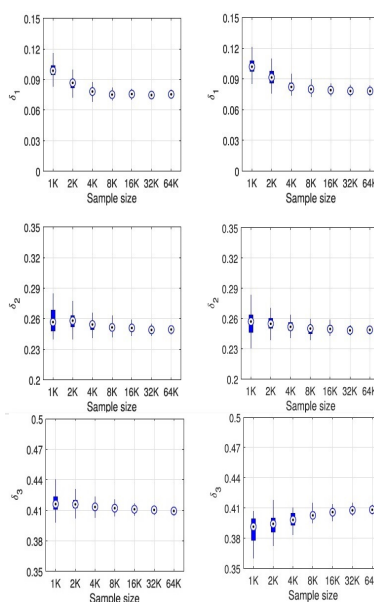 0.15
0.12
0.09
0.06
0.03
0
δ1
1K 2K 4K 8K 16K 32K 64K
Sample size
0.15
0.12
0.09
0.06
0.03
0
δ1
1K 2K 4K 8K 16K 32K 64K
Sample size
0.35
0.32
0.29
0.26
0.23
0.2
δ2
1K 2K 4K 8K 16K 32K 64K
Sample size
0.35
0.32
0.29
0.26
0.23
0.2
δ2
1K 2K 4K 8K 16K 32K 64K
Sample size
0.5
0.47
0.44
0.41
0.38
0.35
δ3
1K 2K 4K 8K 16K 32K 64K
Sample size
0.5
0.47
0.44
0.41
0.38
0.35
δ3
1K 2K 4K 8K 16K 32K 64K
Sample size